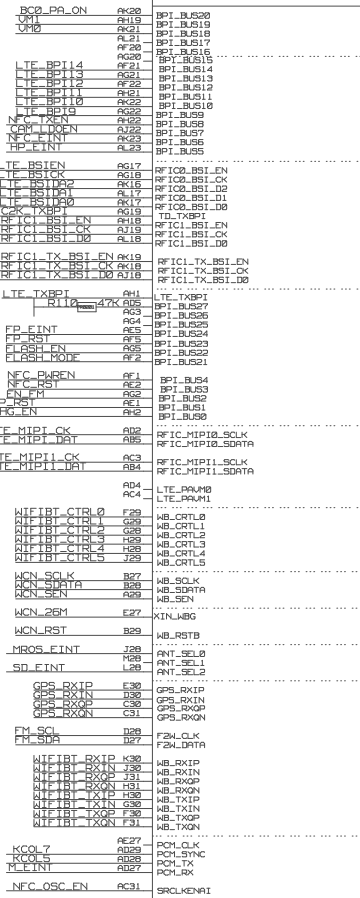 BC0_PA_ON AK20 BPI_BUS20
VM1 AH19 BPI_BUS19
VM0 AK21 BPI_BUS18
AL21 BPI_BUS17
AF20 BPI_BUS16
AG20 BPI_BUS15
LTE_BPI14 AF21 BPI_BUS14
LTE_BPI13 AG21 BPI_BUS13
LTE_BPI12 AF22 BPI_BUS12
LTE_BPI11 AH21 BPI_BUS11
LTE_BPI10 AK22 BPI_BUS10
LTE_BPI9 AG22 BPI_BUS9
NFC_TXEN AH22 BPI_BUS8
CAM_LDOEN AJ22 BPI_BUS7
NFC_EINT AK23 BPI_BUS6
HP_EINT AL23 BPI_BUS5
LTE_BSIEN AG17 RFIC0_BSI_EN
LTE_BSICK AG18 RFIC0_BSI_CK
LTE_BSIDA2 AK16 RFIC0_BSI_D2
LTE_BSIDA1 AL17 RFIC0_BSI_D1
LTE_BSIDA0 AK17 RFIC0_BSI_D0
C2K_TXBPI AG19 TD_TXBPI
RFIC1_BSI_EN AH18 RFIC1_BSI_EN
RFIC1_BSI_CK AJ19 RFIC1_BSI_CK
RFIC1_BSI_D0 AL18 RFIC1_BSI_D0
RFIC1_TX_BSI_EN AK19 RFIC1_TX_BSI_EN
RFIC1_TX_BSI_CK AK18 RFIC1_TX_BSI_CK
RFIC1_TX_BSI_D0 AJ18 RFIC1_TX_BSI_D0
LTE_TXBPI AH1 LTE_TXBPI
R110 47K AD5 BPI_BUS27
AG3 BPI_BUS26
AG4 BPI_BUS25
FP_EINT AE5 BPI_BUS24
FP_RST AF5 BPI_BUS23
FLASH_EN AG5 BPI_BUS22
FLASH_MODE AF2 BPI_BUS21
NFC_PWREN AF1 BPI_BUS4
NFC_RST AE2 BPI_BUS3
EN_FM AG2 BPI_BUS2
P_RST AE1 BPI_BUS1
HG_EN AH2 BPI_BUS0
TE_MIPI_CK AD2 RFIC_MIPI0_SCLK
TE_MIPI_DAT AB5 RFIC_MIPI0_SDATA
TE_MIPI1_CK AC3 RFIC_MIPI1_SCLK
TE_MIPI1_DAT AB4 RFIC_MIPI1_SDATA
AD4 LTE_PAVM0
AC4 LTE_PAVM1
WIFIBT_CTRL0 F29 WB_CRTL0
WIFIBT_CTRL1 G29 WB_CRTL1
WIFIBT_CTRL2 G28 WB_CRTL2
WIFIBT_CTRL3 H29 WB_CRTL3
WIFIBT_CTRL4 H28 WB_CRTL4
WIFIBT_CTRL5 J29 WB_CRTL5
WCN_SCLK B27 WB_SCLK
WCN_SDATA B28 WB_SDATA
WCN_SEN A29 WB_SEN
WCN_26M E27 XIN_WBG
WCN_RST B29 WB_RSTB
MROS_EINT J28 ANT_SEL0
M28 ANT_SEL1
SD_EINT L28 ANT_SEL2
GPS_RXIP E30 GPS_RXIP
GPS_RXIN D30 GPS_RXIN
GPS_RXQP C30 GPS_RXQP
GPS_RXQN C31 GPS_RXQN
FM_SCL D28 F2W_CLK
FM_SDA D27 F2W_DATA
WIFIBT_RXIP K30 WB_RXIP
WIFIBT_RXIN J30 WB_RXIN
WIFIBT_RXQP J31 WB_RXQP
WIFIBT_RXQN H31 WB_RXQN
WIFIBT_TXIP H30 WB_TXIP
WIFIBT_TXIN G30 WB_TXIN
WIFIBT_TXQP F30 WB_TXQP
WIFIBT_TXQN F31 WB_TXQN
AE27 PCM_CLK
KCOL7 AD29 PCM_SYNC
KCOL5 AD28 PCM_TX
M_EINT AD27 PCM_RX
NFC_OSC_EN AC31 SRCLKENAI